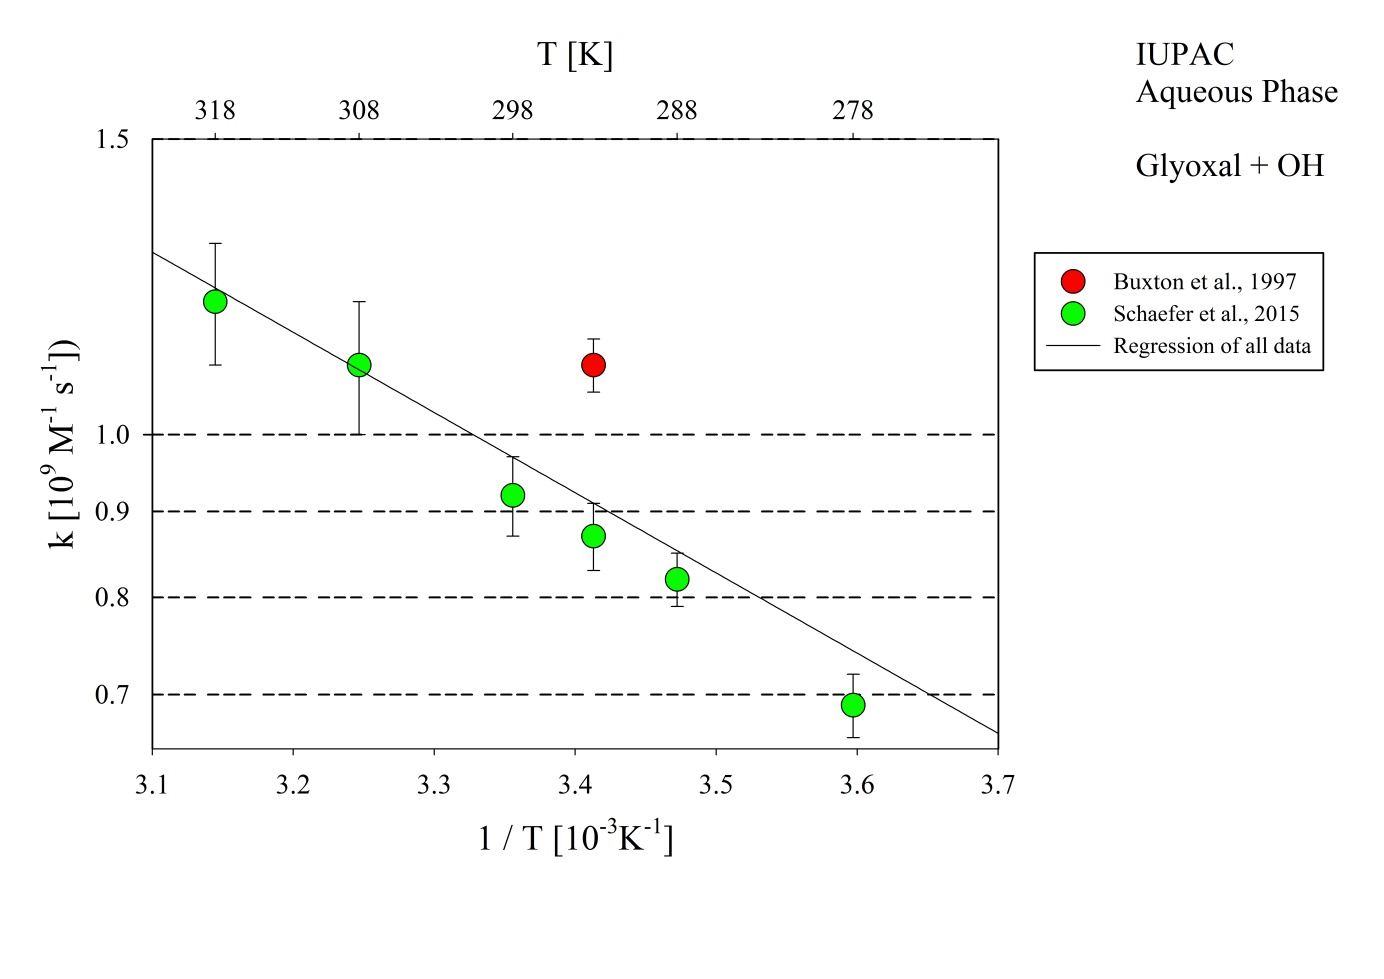 T [K]
IUPAC
Aqueous Phase
318 308 298 288 278
1.5
Glyoxal + OH
Buxton et al., 1997
Schaefer et al., 2015
Regression of all data
k [10⁹ M⁻¹ s⁻¹])
1.0
0.9
0.8
0.7
3.1 3.2 3.3 3.4 3.5 3.6 3.7
1 / T [10⁻³K⁻¹]